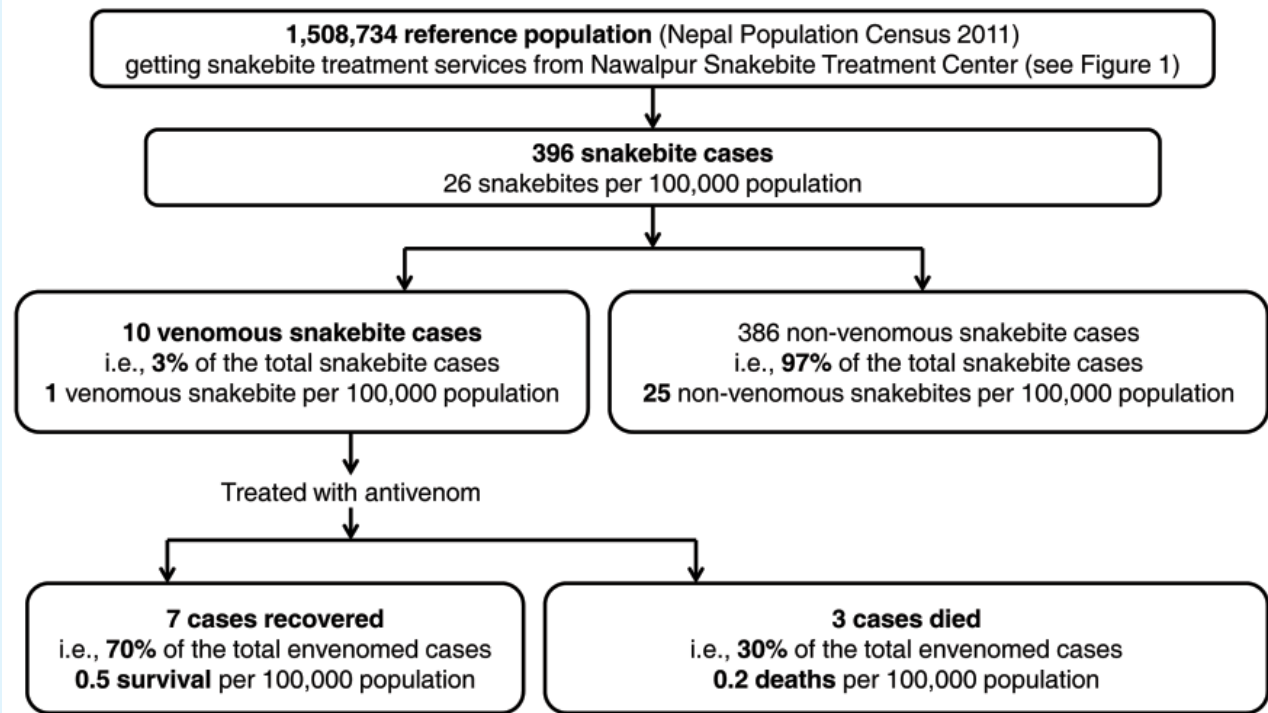 1,508,734 reference population (Nepal Population Census 2011)
getting snakebite treatment services from Nawalpur Snakebite Treatment Center (see Figure 1)
396 snakebite cases
26 snakebites per 100,000 population
10 venomous snakebite cases
i.e., 3% of the total snakebite cases
1 venomous snakebite per 100,000 population
386 non-venomous snakebite cases
i.e., 97% of the total snakebite cases
25 non-venomous snakebites per 100,000 population
Treated with antivenom
7 cases recovered
i.e., 70% of the total envenomed cases
0.5 survival per 100,000 population
3 cases died
i.e., 30% of the total envenomed cases
0.2 deaths per 100,000 population